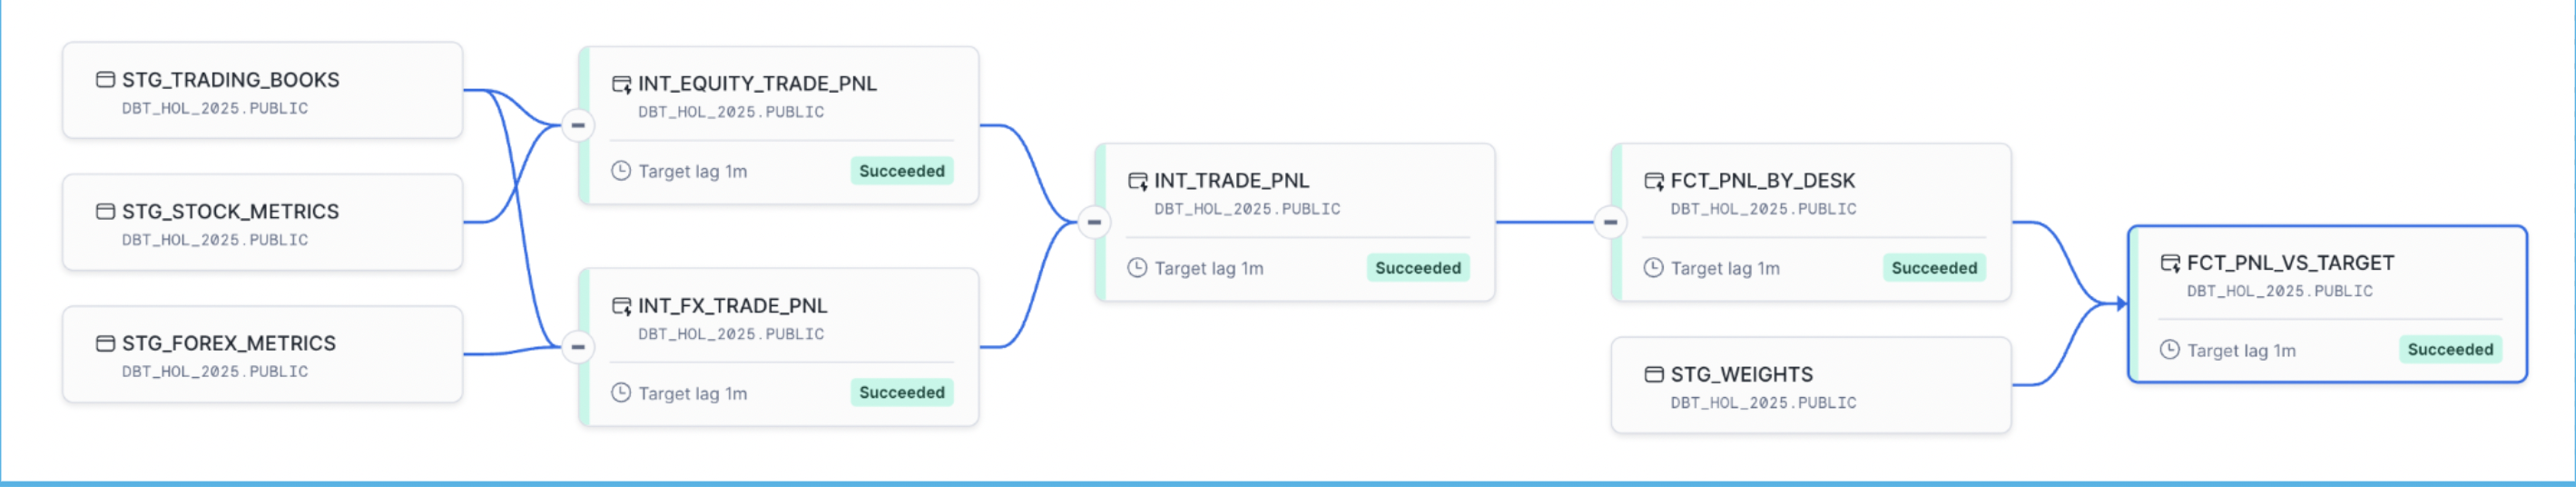 STG_TRADING_BOOKS
DBT_HOL_2025.PUBLIC
STG_STOCK_METRICS
DBT_HOL_2025.PUBLIC
STG_FOREX_METRICS
DBT_HOL_2025.PUBLIC
INT_EQUITY_TRADE_PNL
DBT_HOL_2025.PUBLIC
Target lag 1m Succeeded
INT_FX_TRADE_PNL
DBT_HOL_2025.PUBLIC
Target lag 1m Succeeded
INT_TRADE_PNL
DBT_HOL_2025.PUBLIC
Target lag 1m Succeeded
FCT_PNL_BY_DESK
DBT_HOL_2025.PUBLIC
Target lag 1m Succeeded
STG_WEIGHTS
DBT_HOL_2025.PUBLIC
FCT_PNL_VS_TARGET
DBT_HOL_2025.PUBLIC
Target lag 1m Succeeded